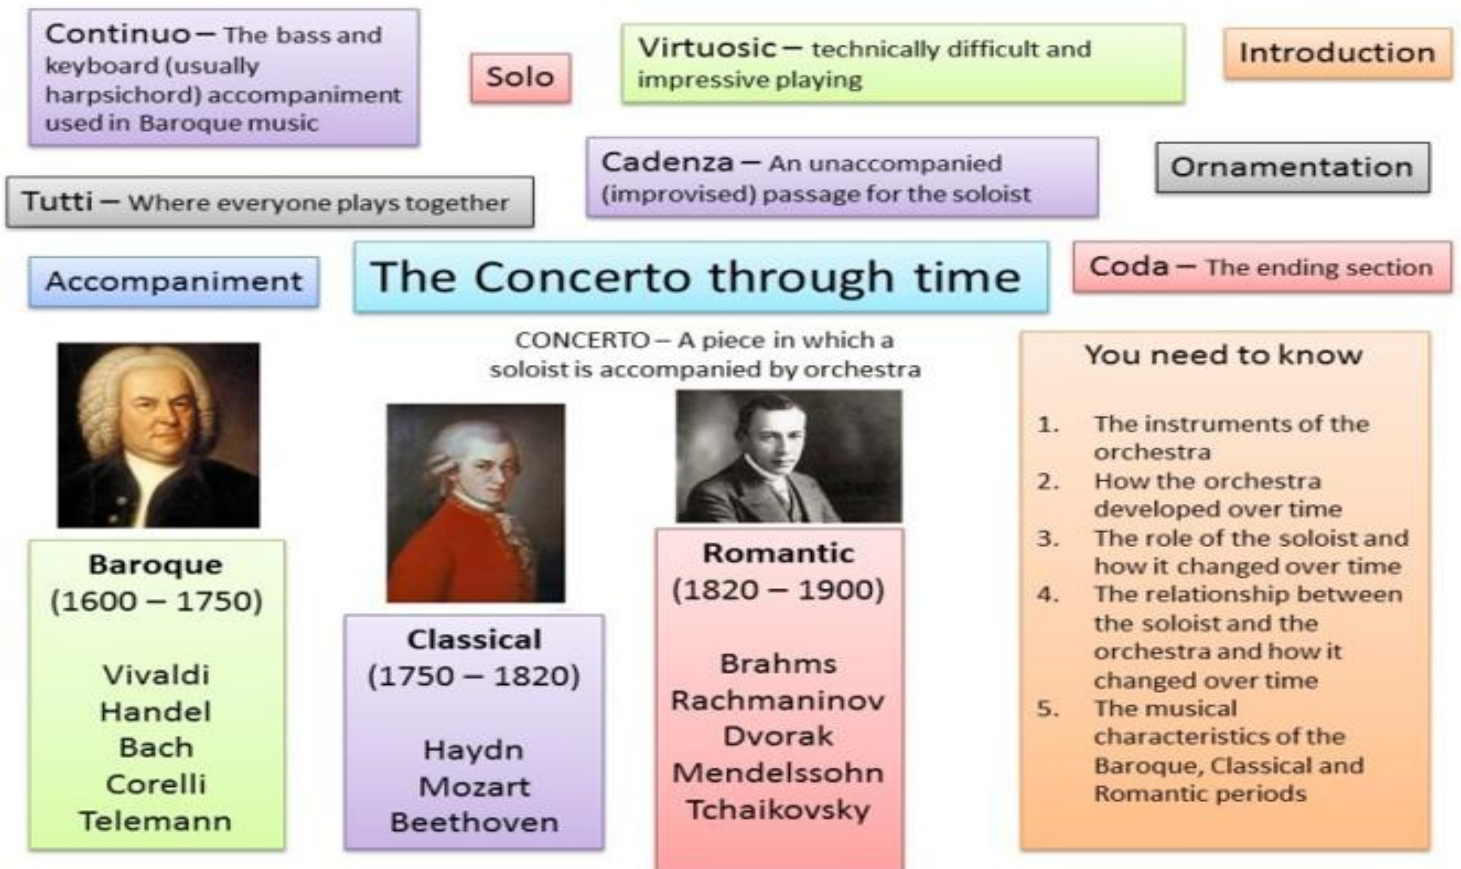 Continuo – The bass and
keyboard (usually
harpsichord) accompaniment
used in Baroque music
Solo
Virtuosic – technically difficult and
impressive playing
Introduction
Tutti – Where everyone plays together
Cadenza – An unaccompanied
(improvised) passage for the soloist
Ornamentation
Accompaniment
The Concerto through time
Coda – The ending section
CONCERTO – A piece in which a
soloist is accompanied by orchestra
Baroque
(1600 – 1750)
Vivaldi
Handel
Bach
Corelli
Telemann
Classical
(1750 – 1820)
Haydn
Mozart
Beethoven
Romantic
(1820 – 1900)
Brahms
Rachmaninov
Dvorak
Mendelssohn
Tchaikovsky
You need to know
1. The instruments of the
orchestra
2. How the orchestra
developed over time
3. The role of the soloist and
how it changed over time
4. The relationship between
the soloist and the
orchestra and how it
changed over time
5. The musical
characteristics of the
Baroque, Classical and
Romantic periods